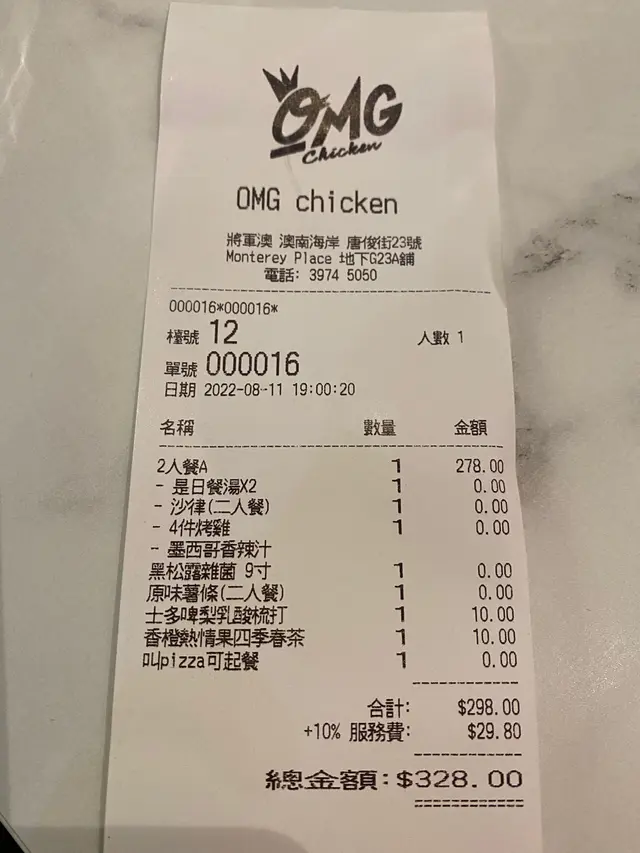 OMG
Chicken
OMG chicken
將軍澳 澳南海岸 唐俊街23號
Monterey Place 地下G23A舖
電話: 3974 5050
000016*000016*
檯號 12 人數 1
單號 000016
日期 2022-08-11 19:00:20
名稱 數量 金額
2人餐A 1 278.00
- 是日餐湯X2 1 0.00
- 沙律(二人餐) 1 0.00
- 4件烤雞 1 0.00
- 墨西哥香辣汁
黑松露雜菌 9寸 1 0.00
原味薯條(二人餐) 1 0.00
士多啤梨乳酸梳打 1 10.00
香橙熱情果四季春茶 1 10.00
叫pizza可起餐 1 0.00
合計: $298.00
+10% 服務費: $29.80
總金額: $328.00